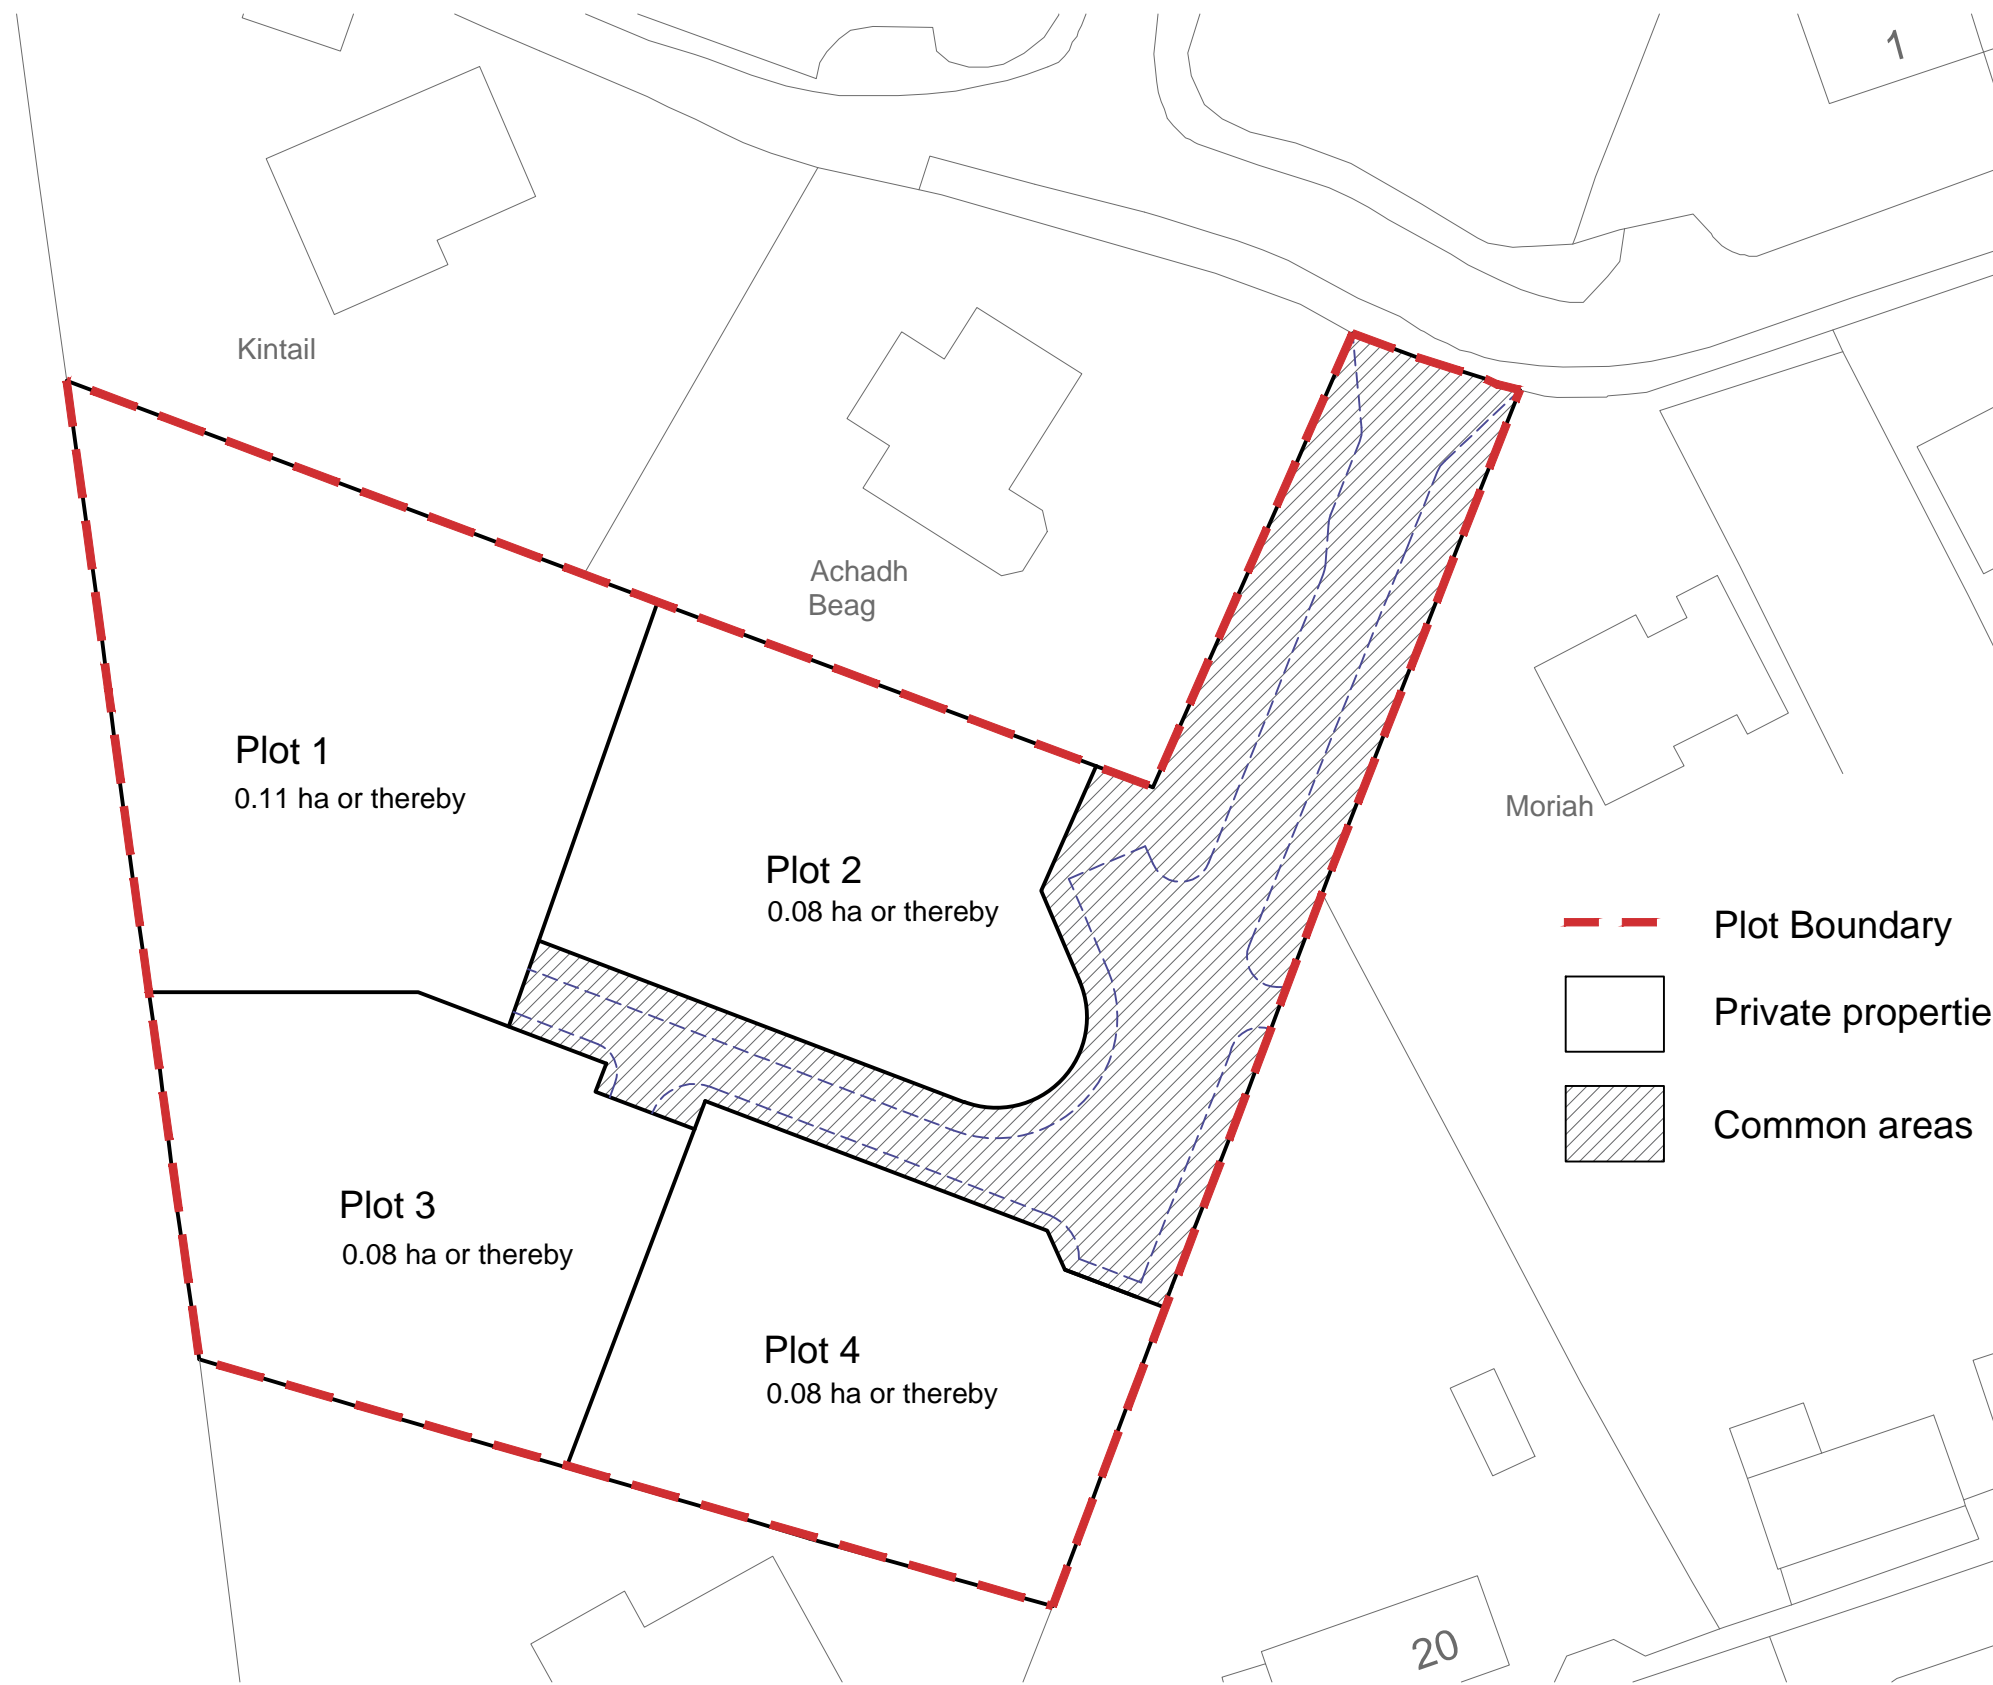 1
Kintail
Achadh
Beag
Plot 1
0.11 ha or thereby
Moriah
Plot 2
0.08 ha or thereby
Plot Boundary
Private propertie
Common areas
Plot 3
0.08 ha or thereby
Plot 4
0.08 ha or thereby
20